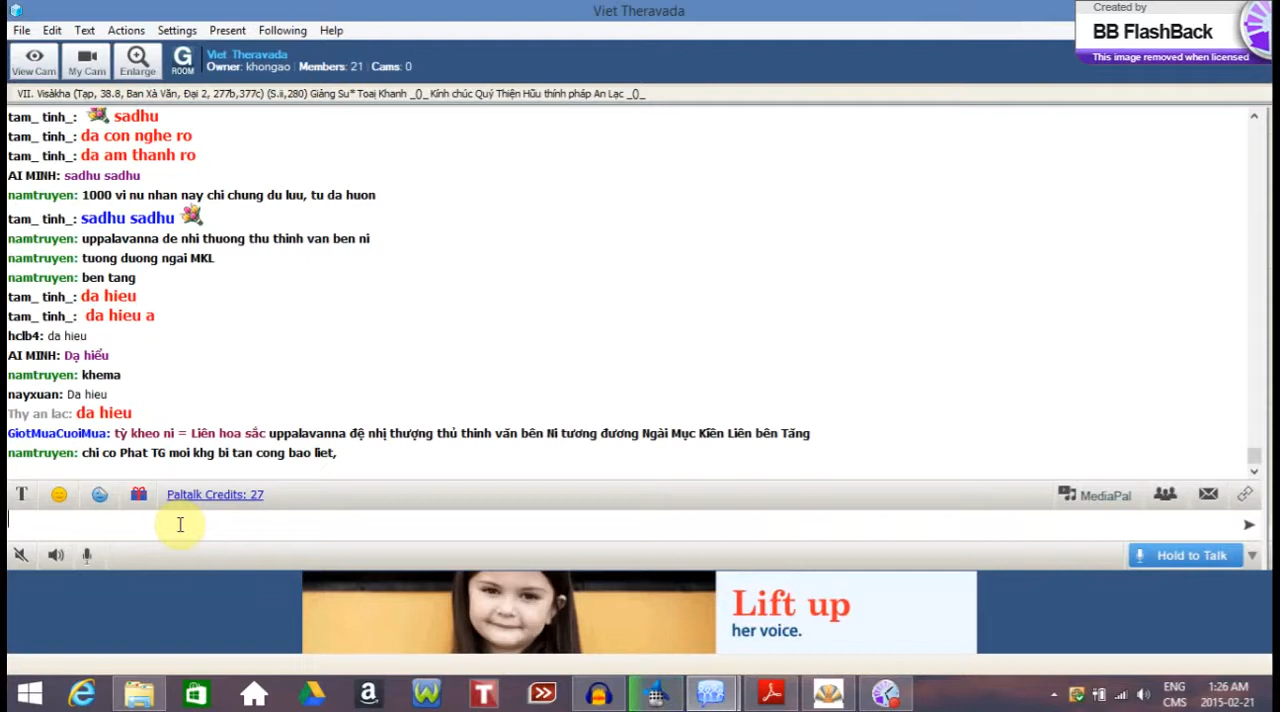 Viet Theravada
Created by
BB FlashBack
This image removed when licensed
File Edit Text Actions Settings Present Following Help
View Cam My Cam Enlarge G ROOM
Viet Theravada
Owner: khongao Members: 21 Cams: 0
VII. Visàkha (Tạp, 38.8, Ban Xà Văn, Đại 2, 277b,377c) (S.ii,280) Giảng Sư* Toaị Khanh _()_ Kính chúc Quý Thiện Hữu thính pháp An Lạc _()_
tam_ tinh_: sadhu
tam_ tinh_: da con nghe ro
tam_ tinh_: da am thanh ro
AI MINH: sadhu sadhu
namtruyen: 1000 vi nu nhan nay chi chung du luu, tu da huon
tam_ tinh_: sadhu sadhu
namtruyen: uppalavanna de nhi thuong thu thinh van ben ni
namtruyen: tuong duong ngai MKL
namtruyen: ben tang
tam_ tinh_: da hieu
tam_ tinh_: da hieu a
hclb4: da hieu
AI MINH: Dạ hiểu
namtruyen: khema
nayxuan: Da hieu
Thy an lac: da hieu
GiotMuaCuoiMua: tỳ kheo ni = Liên hoa sắc uppalavanna đệ nhị thượng thủ thinh văn bên Ni tương đương Ngài Mục Kiền Liên bên Tăng
namtruyen: chi co Phat TG moi khg bi tan cong bao liet,
T Paltalk Credits: 27 MediaPal
Hold to Talk
Lift up
her voice.
ENG 1:26 AM
CMS 2015-02-21